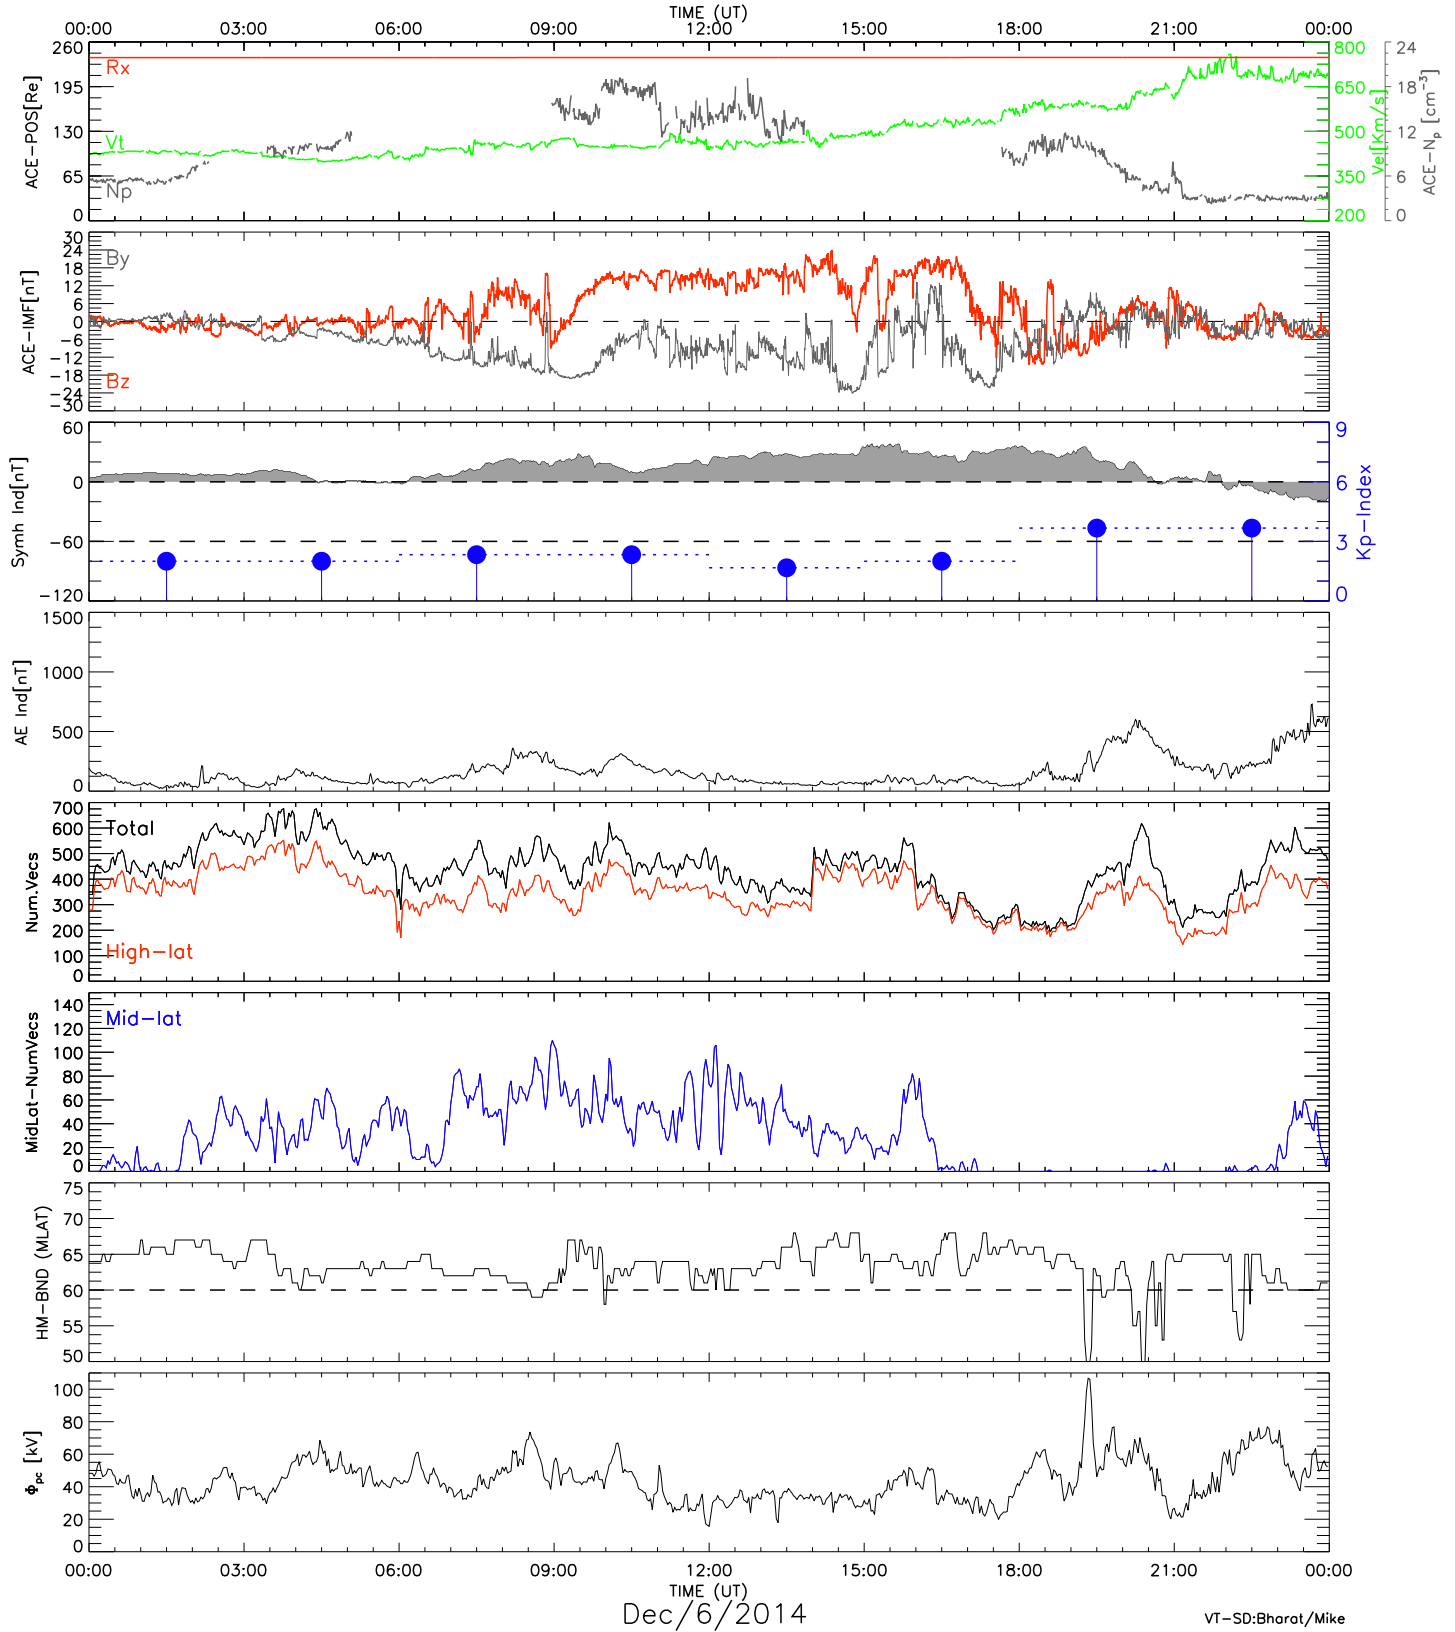 TIME (UT)
00:00 03:00 06:00 09:00 12:00 15:00 18:00 21:00 00:00
ACE-POS[Re]
260
195
130
65
0
Rx
Vt
Np
800
650
500
350
200
Vel[Km/s]
24
18
12
6
0
ACE-Np [cm-3]
ACE-IMF[nT]
30
24
18
12
6
0
-6
-12
-18
-24
-30
By
Bz
Symh Ind[nT]
60
0
-60
-120
9
6
3
0
Kp-Index
AE Ind[nT]
1500
1000
500
0
Num.Vecs
700
600
500
400
300
200
100
0
Total
High-lat
MidLat-NumVecs
140
120
100
80
60
40
20
0
Mid-lat
HM-BND (MLAT)
75
70
65
60
55
50
Φpc [kV]
100
80
60
40
20
0
00:00 03:00 06:00 09:00 12:00 15:00 18:00 21:00 00:00
TIME (UT)
Dec/6/2014
VT-SD:Bharat/Mike